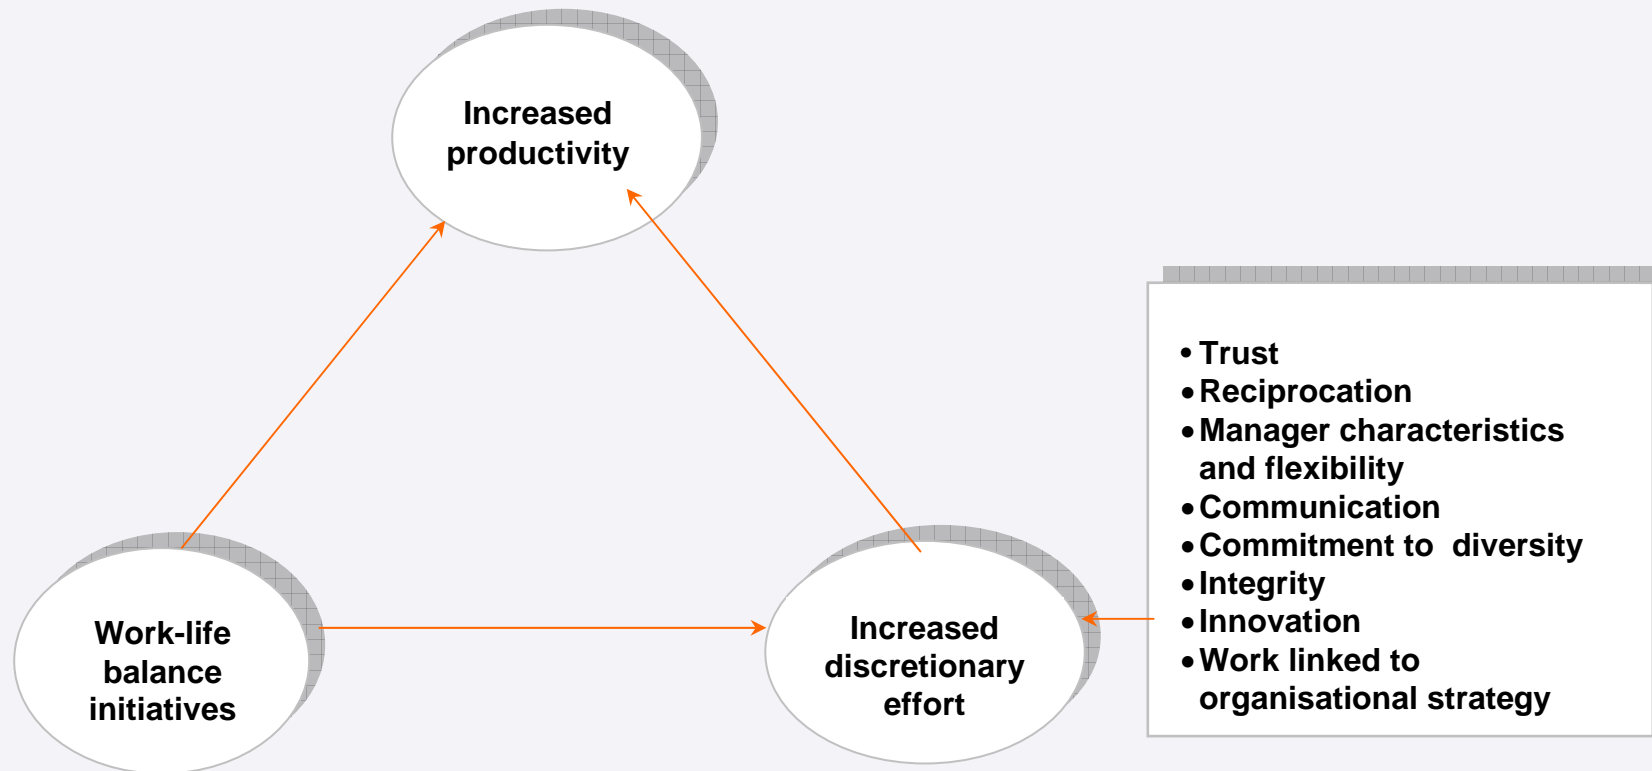 Increased
productivity
• Trust
• Reciprocation
• Manager characteristics
and flexibility
• Communication
• Commitment to  diversity
• Integrity
• Innovation
• Work linked to
organisational strategy
Work-life
balance
initiatives
Increased
discretionary
effort